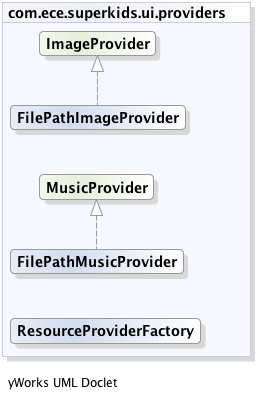 com.ece.superkids.ui.providers
ImageProvider
FilePathImageProvider
MusicProvider
FilePathMusicProvider
ResourceProviderFactory
yWorks UML Doclet